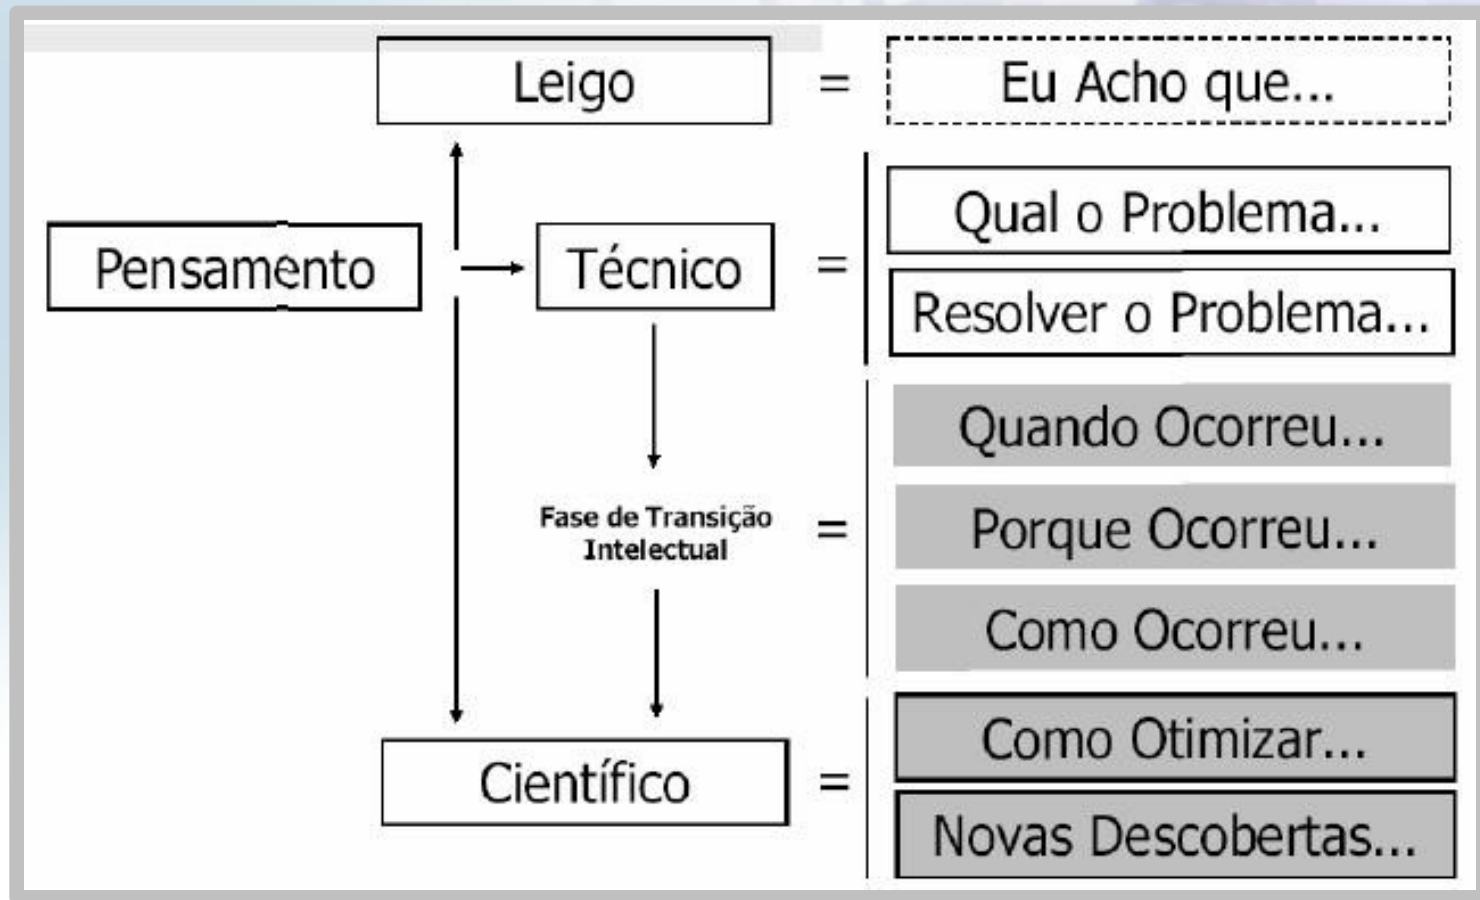 Leigo = Eu Acho que...
Qual o Problema...
Pensamento Técnico =
Resolver o Problema...
Quando Ocorreu...
Fase de Transição
Intelectual
= Porque Ocorreu...
Como Ocorreu...
Como Otimizar...
Científico =
Novas Descobertas...